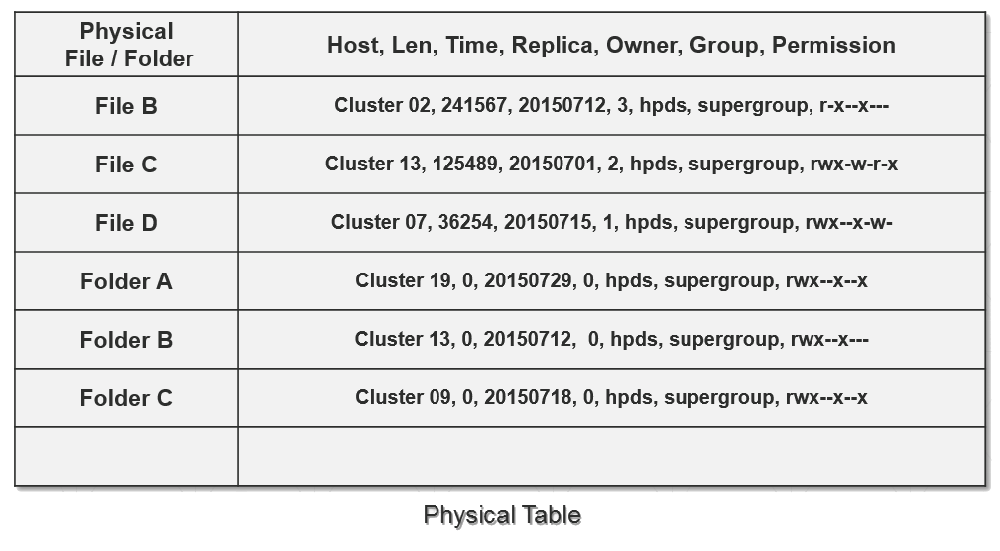 Physical
File / Folder
Host, Len, Time, Replica, Owner, Group, Permission
File B
Cluster 02, 241567, 20150712, 3, hpds, supergroup, r-x--x---
File C
Cluster 13, 125489, 20150701, 2, hpds, supergroup, rwx-w-r-x
File D
Cluster 07, 36254, 20150715, 1, hpds, supergroup, rwx--x-w-
Folder A
Cluster 19, 0, 20150729, 0, hpds, supergroup, rwx--x--x
Folder B
Cluster 13, 0, 20150712,  0, hpds, supergroup, rwx--x---
Folder C
Cluster 09, 0, 20150718, 0, hpds, supergroup, rwx--x--x
Physical Table